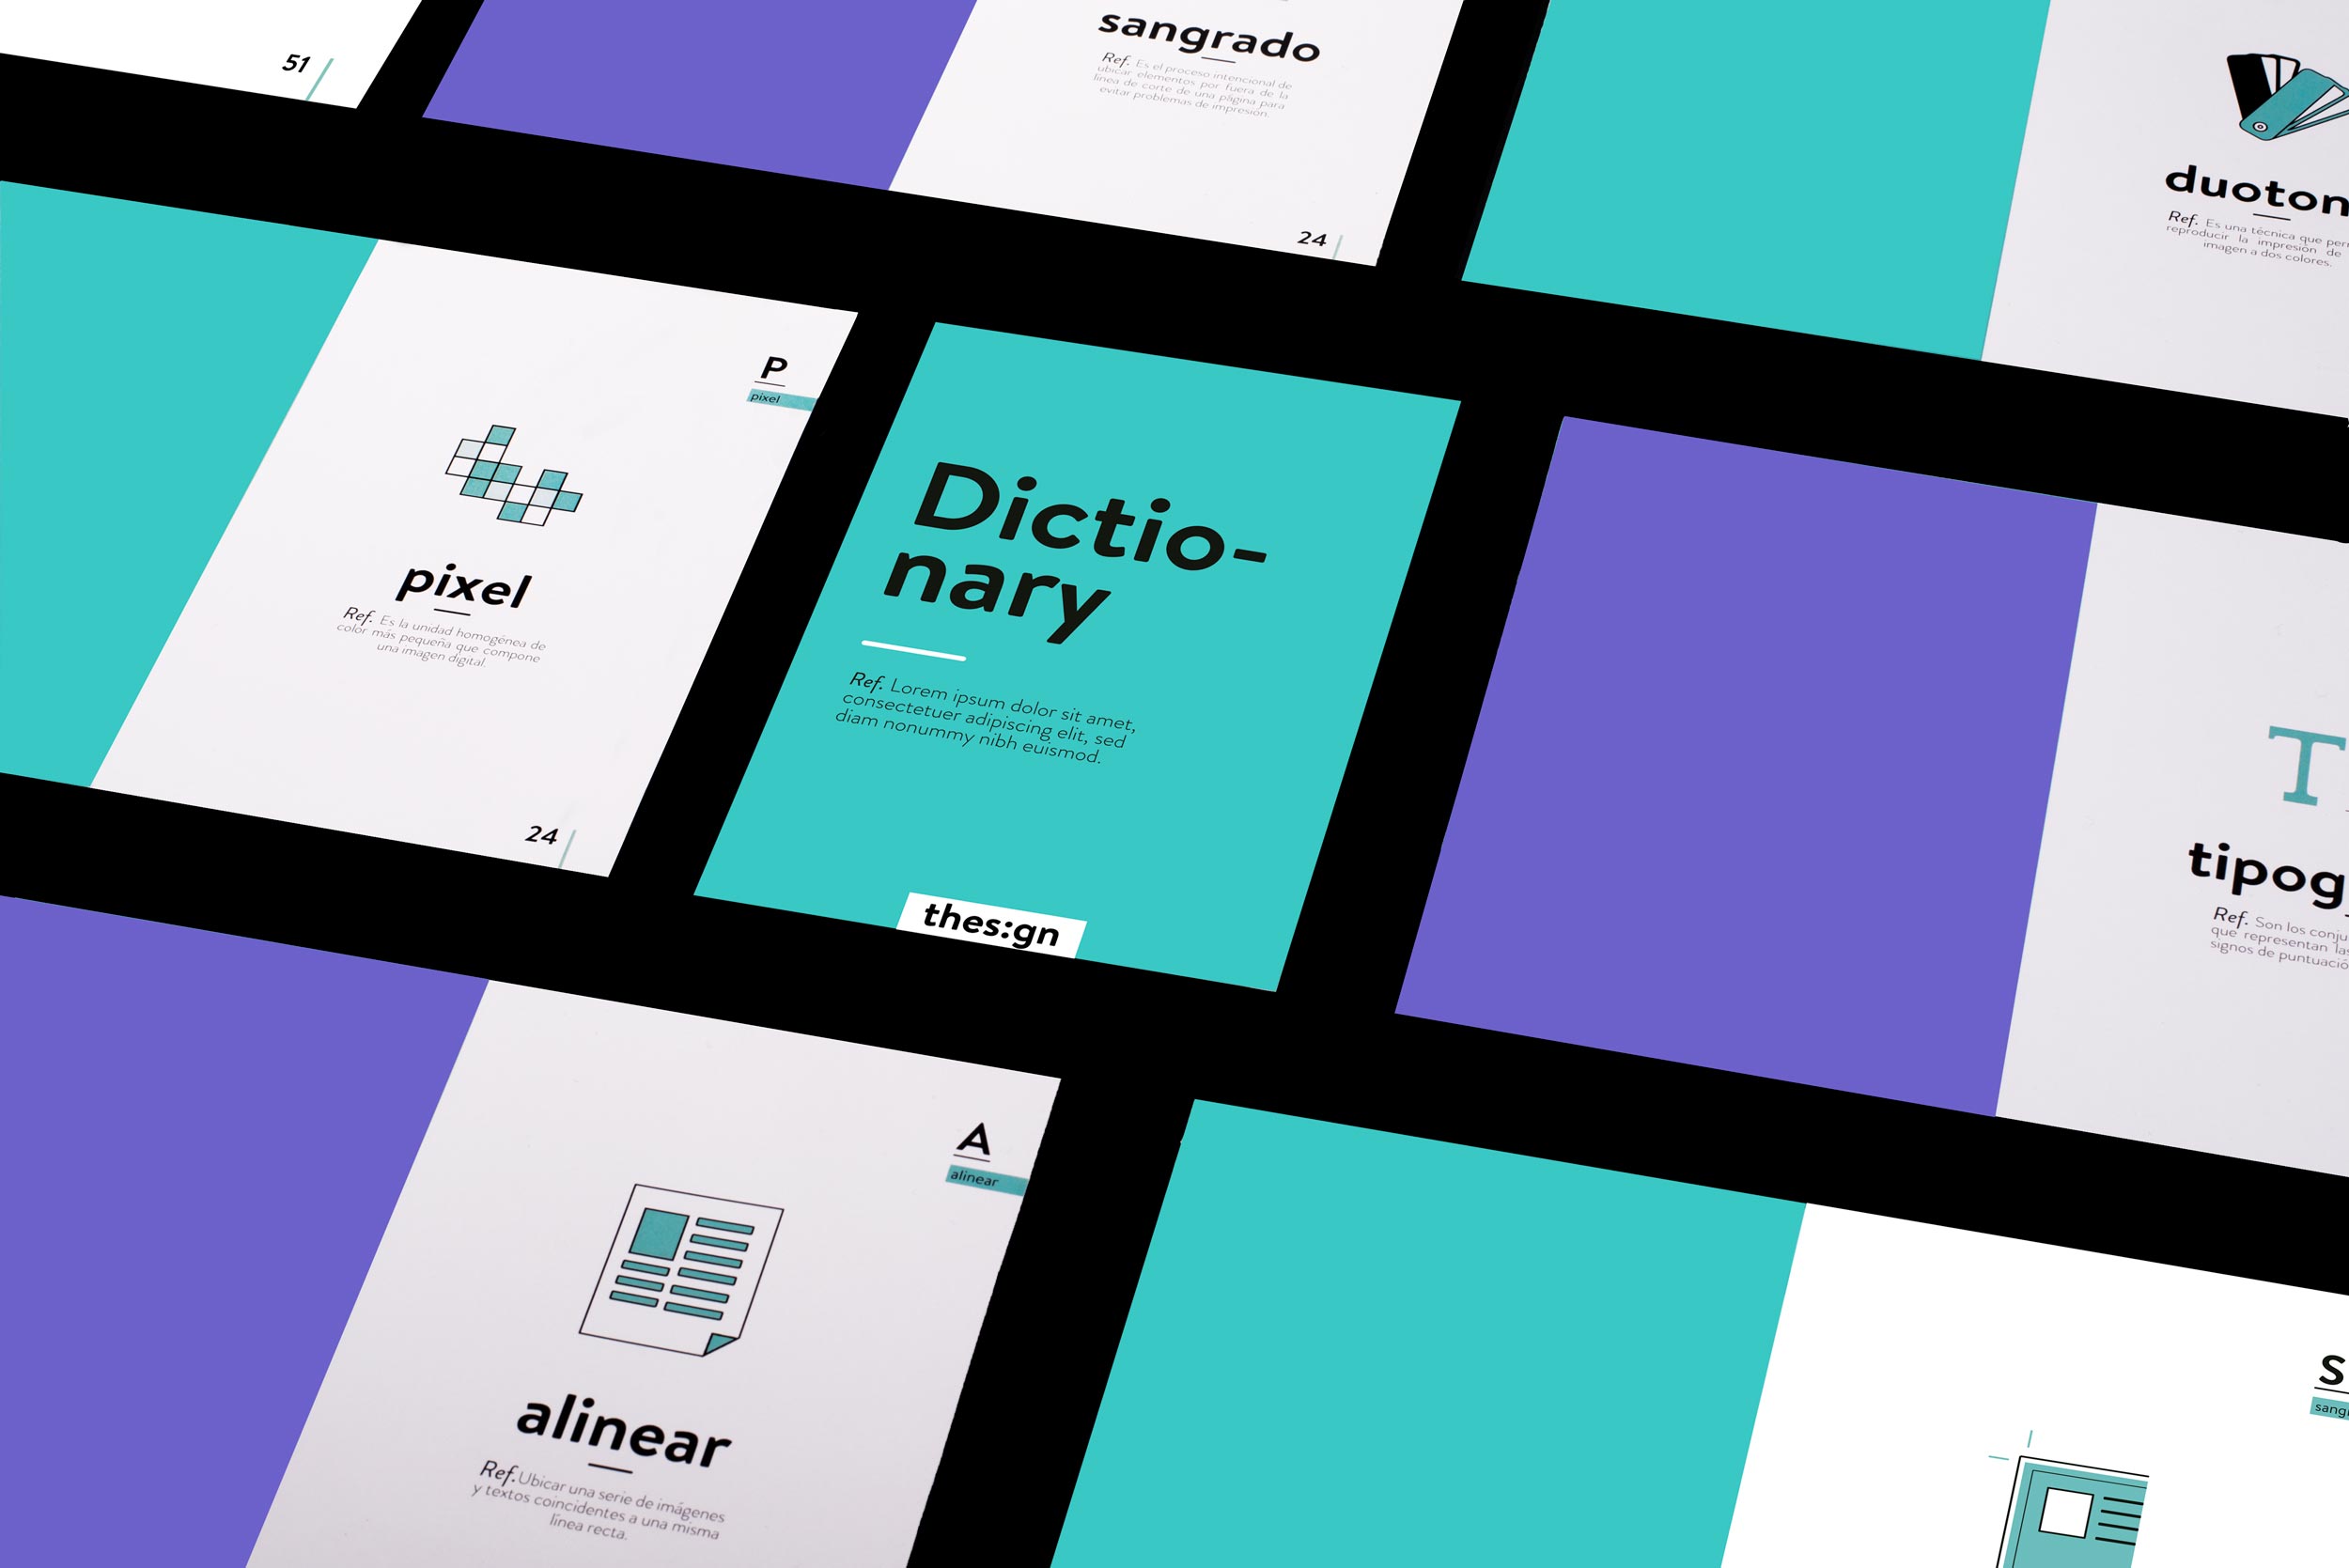 51
sangrado
Ref. Es el proceso intencional de
ubicar elementos por fuera de la
línea de corte de una página para
evitar problemas de impresión.
24
duoton
Ref. Es una técnica que per
reproducir la impresión de
imagen a dos colores.
P
pixel
pixel
Ref. Es la unidad homogénea de
color más pequeña que compone
una imagen digital.
24
Dictio-
nary
Ref. Lorem ipsum dolor sit amet,
consectetuer adipiscing elit, sed
diam nonummy nibh euismod.
thes:gn
T
tipog
Ref. Son los conju
que representan las
signos de puntuació
A
alinear
alinear
Ref. Ubicar una serie de imágenes
y textos coincidentes a una misma
línea recta.
S
sang